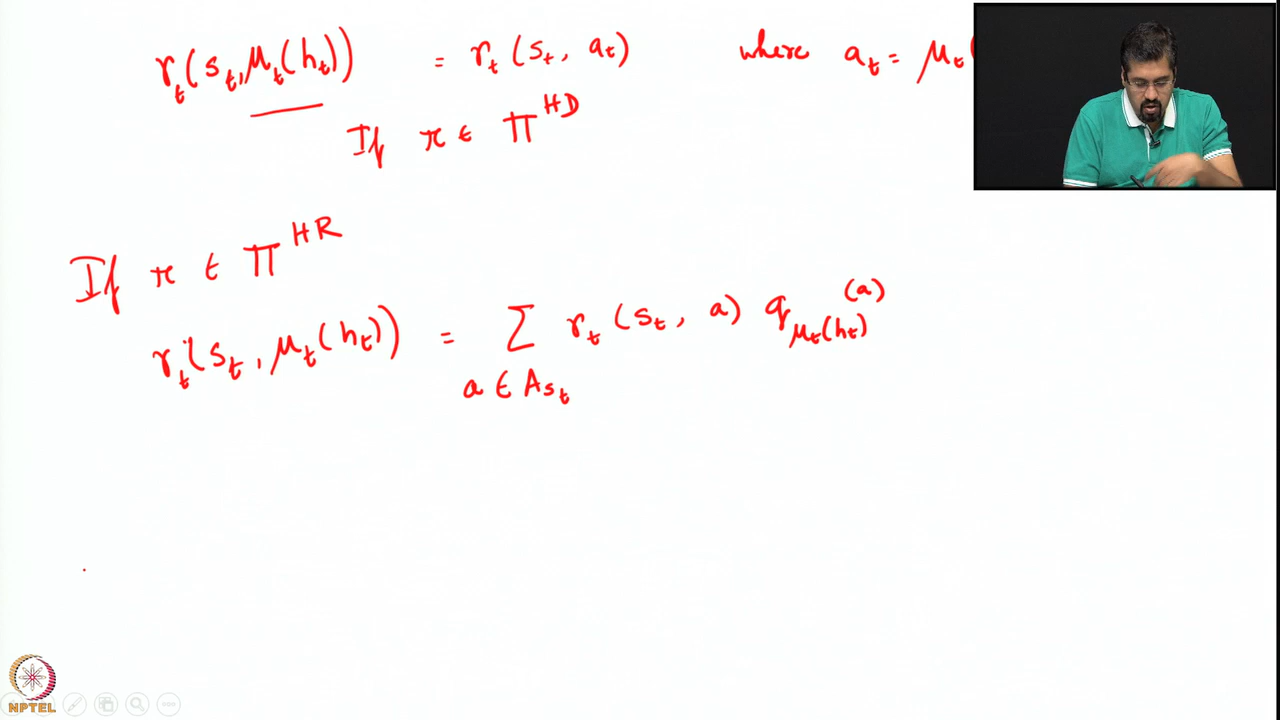 r_t(s_t, μ_t(h_t)) = r_t(s_t, a_t) where a_t = μ_t(
If π ∈ Π^{HD}
If π ∈ Π^{HR}
r_t(s_t, μ_t(h_t)) = Σ_{a ∈ A_{s_t}} r_t(s_t, a) q_{μ_t(h_t)}(a)
NPTEL